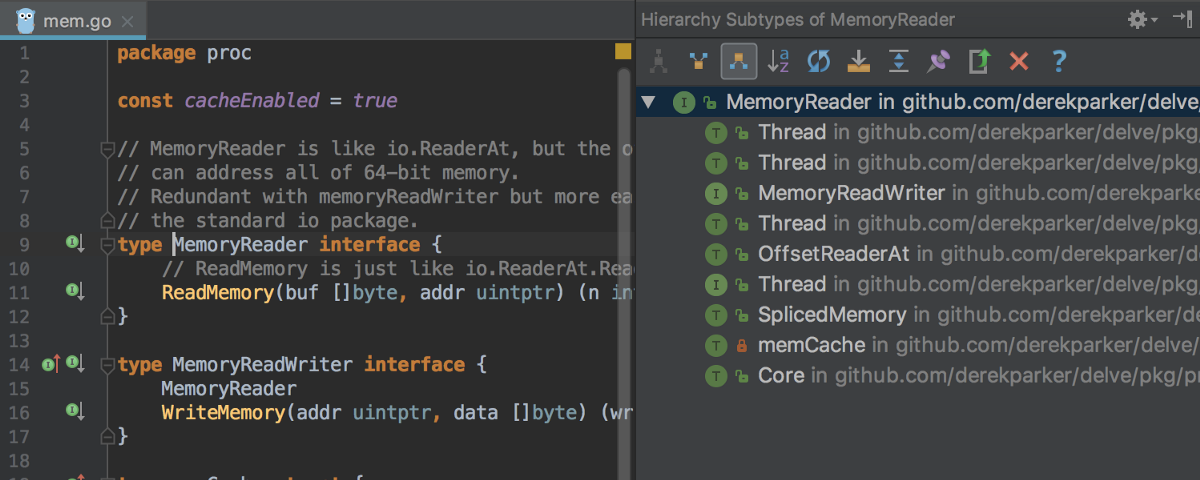 mem.go
1 package proc
2
3 const cacheEnabled = true
4
5 // MemoryReader is like io.ReaderAt, but the o
6 // can address all of 64-bit memory.
7 // Redundant with memoryReadWriter but more ea
8 // the standard io package.
9 type MemoryReader interface {
10 // ReadMemory is just like io.ReaderAt.Rea
11 ReadMemory(buf []byte, addr uintptr) (n in
12 }
13
14 type MemoryReadWriter interface {
15 MemoryReader
16 WriteMemory(addr uintptr, data []byte) (wr
17 }
18
Hierarchy Subtypes of MemoryReader
MemoryReader in github.com/derekparker/delve/
Thread in github.com/derekparker/delve/pkg
Thread in github.com/derekparker/delve/pkg
MemoryReadWriter in github.com/derekpar
Thread in github.com/derekparker/delve/pkg
OffsetReaderAt in github.com/derekparker/
Thread in github.com/derekparker/delve/pkg
SplicedMemory in github.com/derekparker/
memCache in github.com/derekparker/delve/
Core in github.com/derekparker/delve/pkg/pr